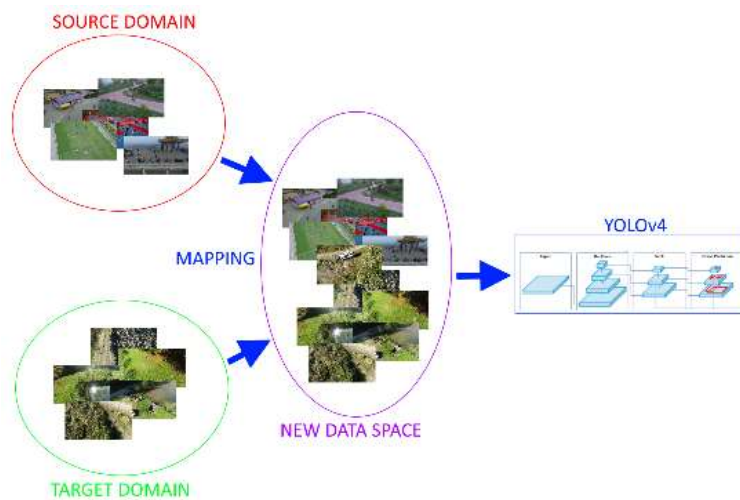 SOURCE DOMAIN
YOLOv4
MAPPING
NEW DATA SPACE
TARGET DOMAIN